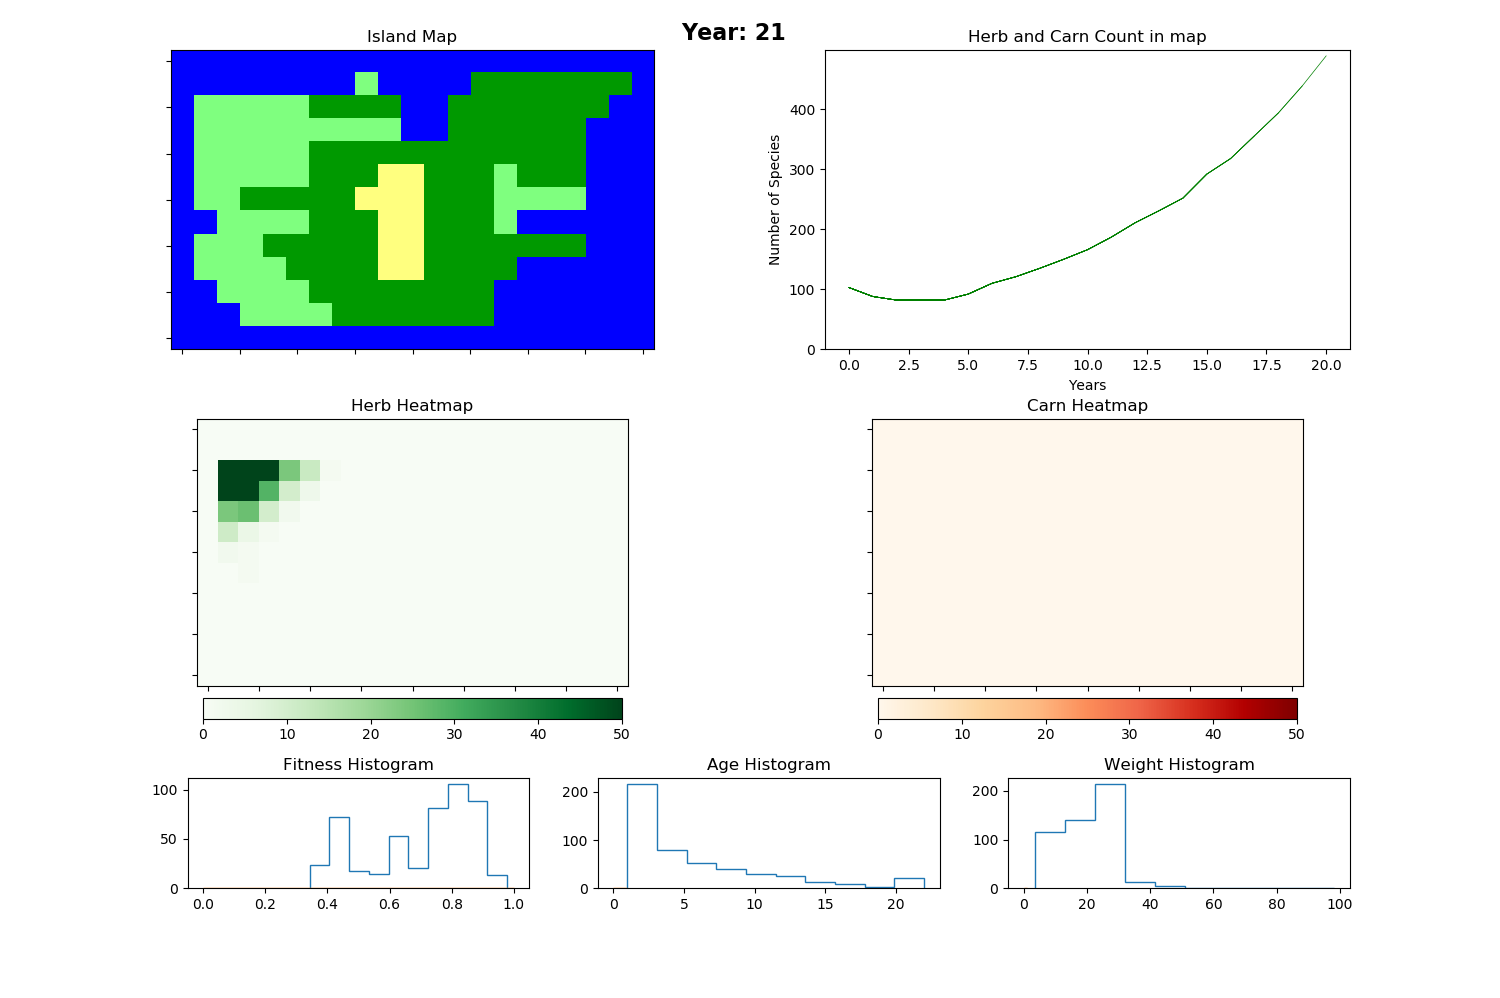 Year: 21
Island Map
Herb and Carn Count in map
Number of Species
400
300
200
100
0
0.0 2.5 5.0 7.5 10.0 12.5 15.0 17.5 20.0
Years
Herb Heatmap
Carn Heatmap
0 10 20 30 40 50
0 10 20 30 40 50
Fitness Histogram
100
50
0
0.0 0.2 0.4 0.6 0.8 1.0
Age Histogram
200
100
0
0 5 10 15 20
Weight Histogram
200
100
0
0 20 40 60 80 100